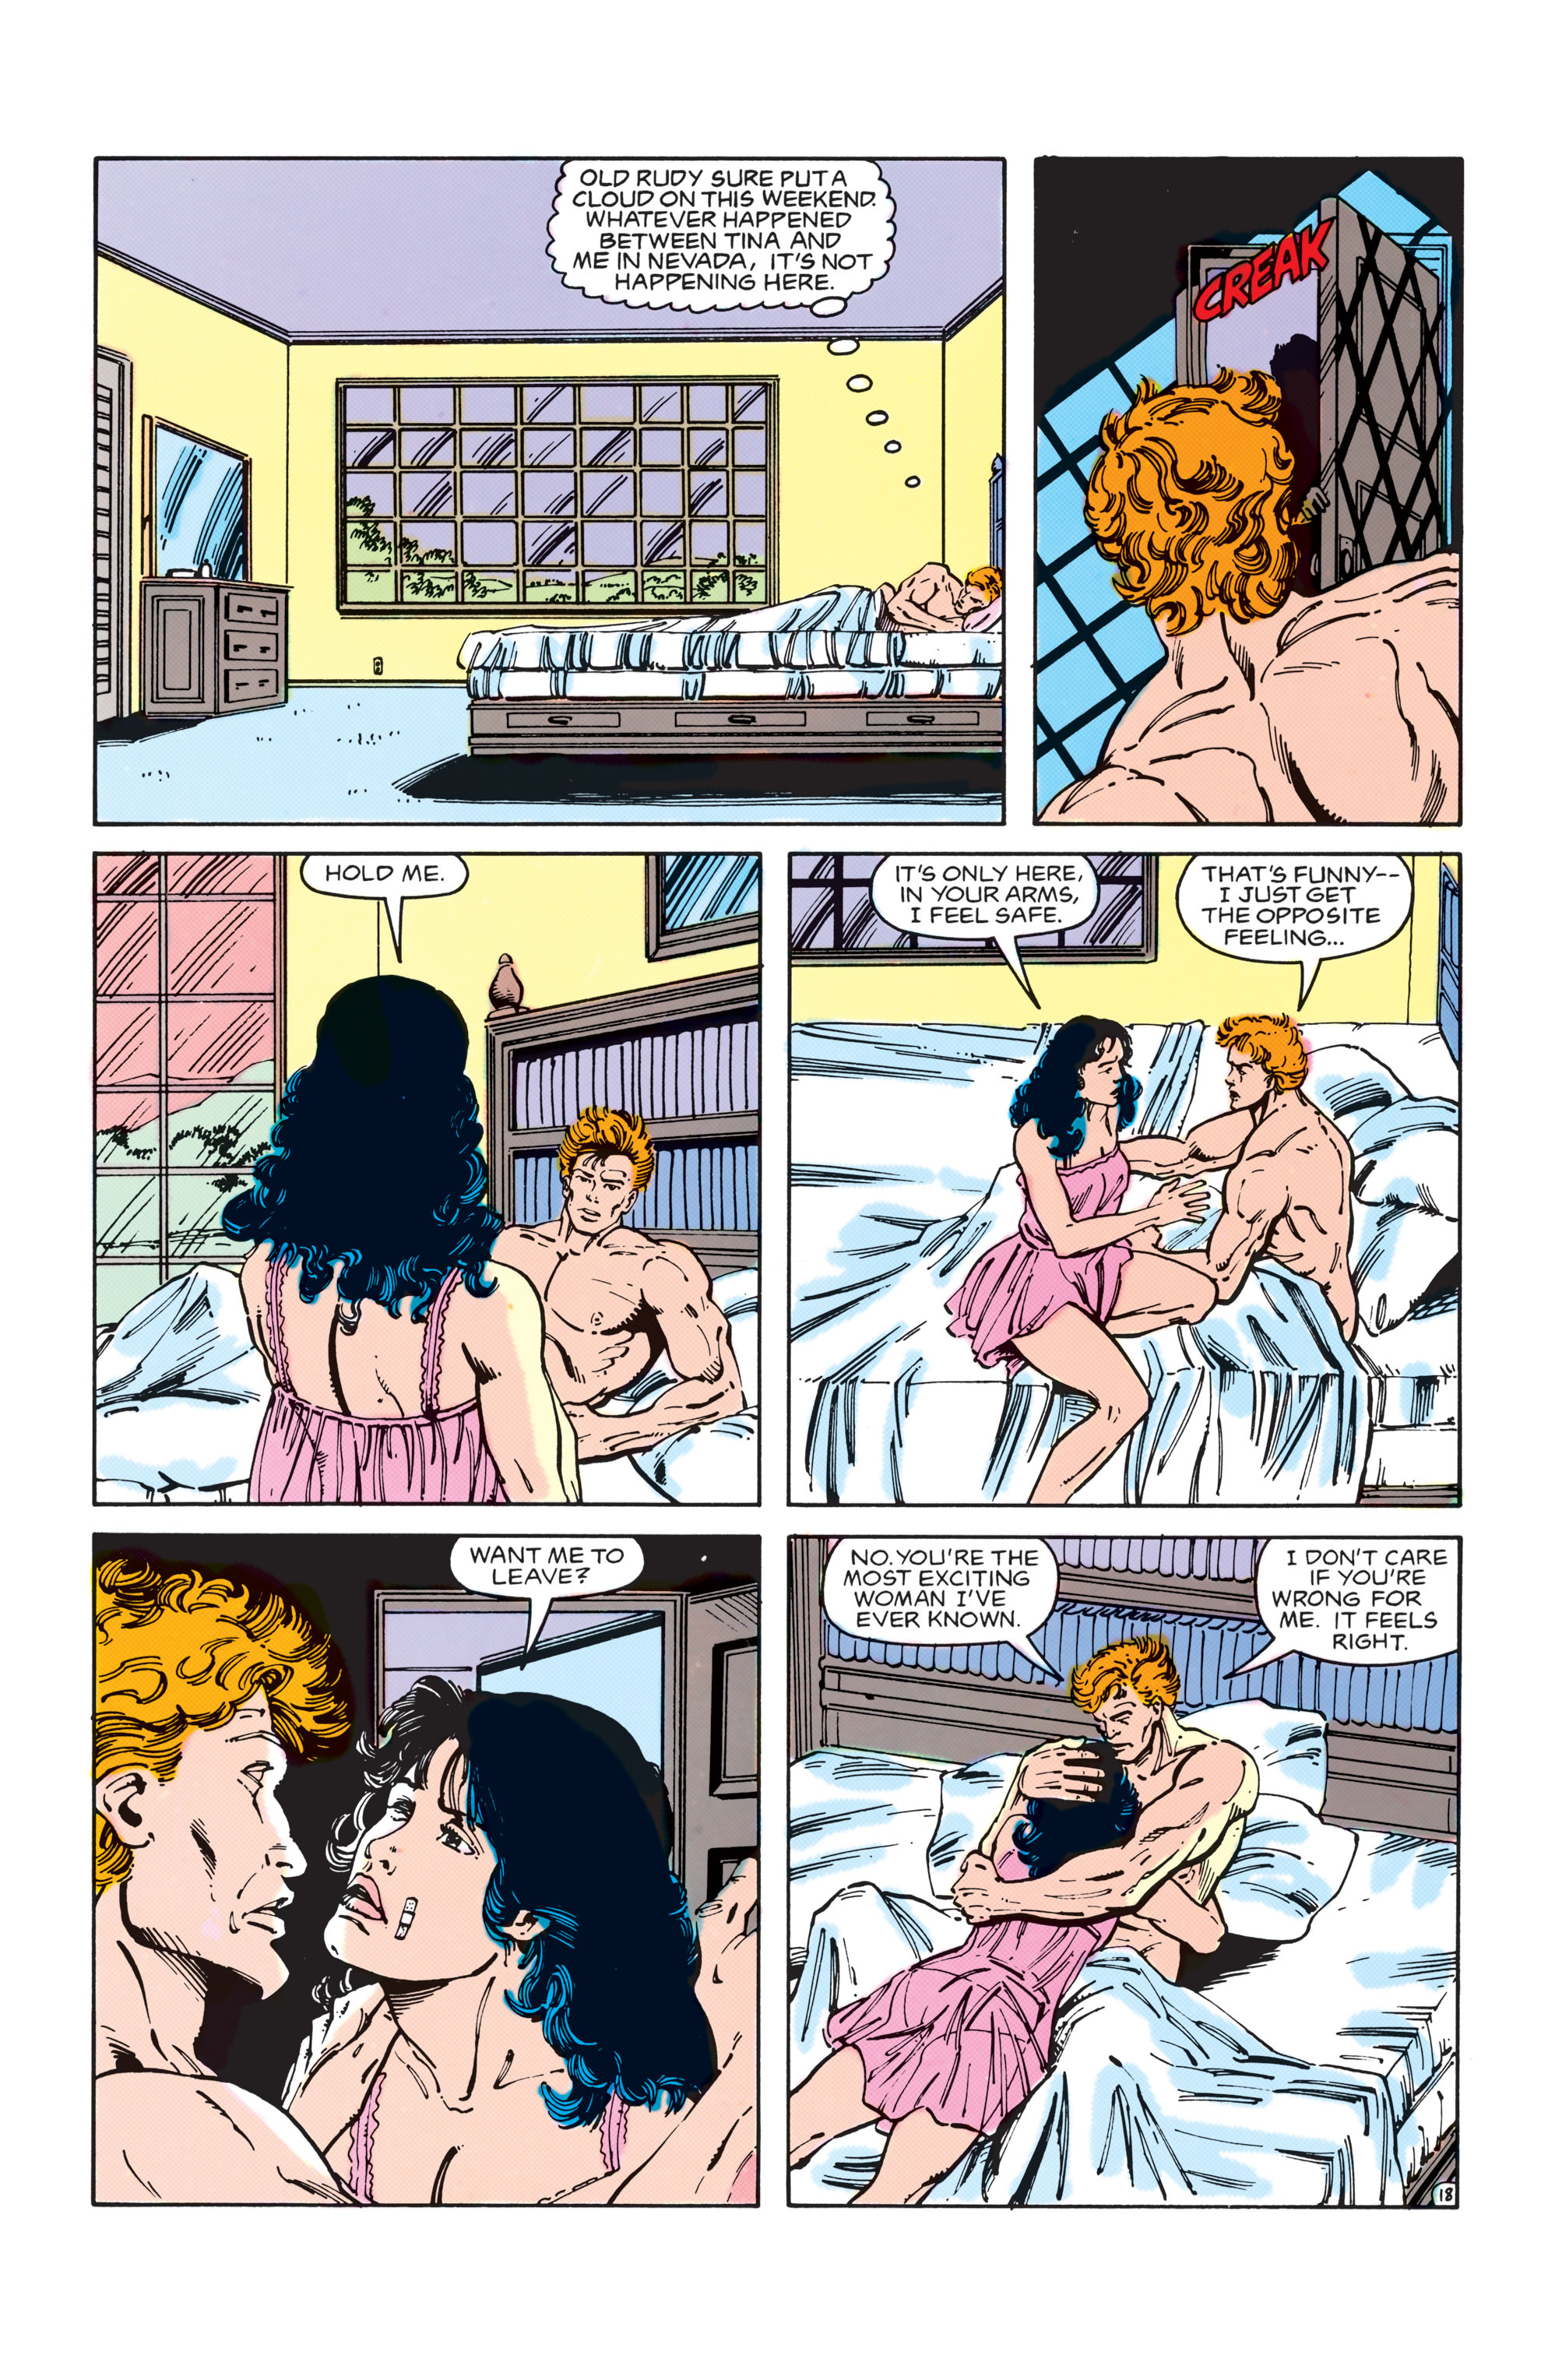 OLD RUDY SURE PUT A
CLOUD ON THIS WEEKEND.
WHATEVER HAPPENED
BETWEEN TINA AND
ME IN NEVADA, IT'S NOT
HAPPENING HERE.
CREAK
HOLD ME.
IT'S ONLY HERE,
IN YOUR ARMS,
I FEEL SAFE.
THAT'S FUNNY--
I JUST GET
THE OPPOSITE
FEELING...
WANT ME TO
LEAVE?
NO. YOU'RE THE
MOST EXCITING
WOMAN I'VE
EVER KNOWN.
I DON'T CARE
IF YOU'RE
WRONG FOR
ME. IT FEELS
RIGHT.
18